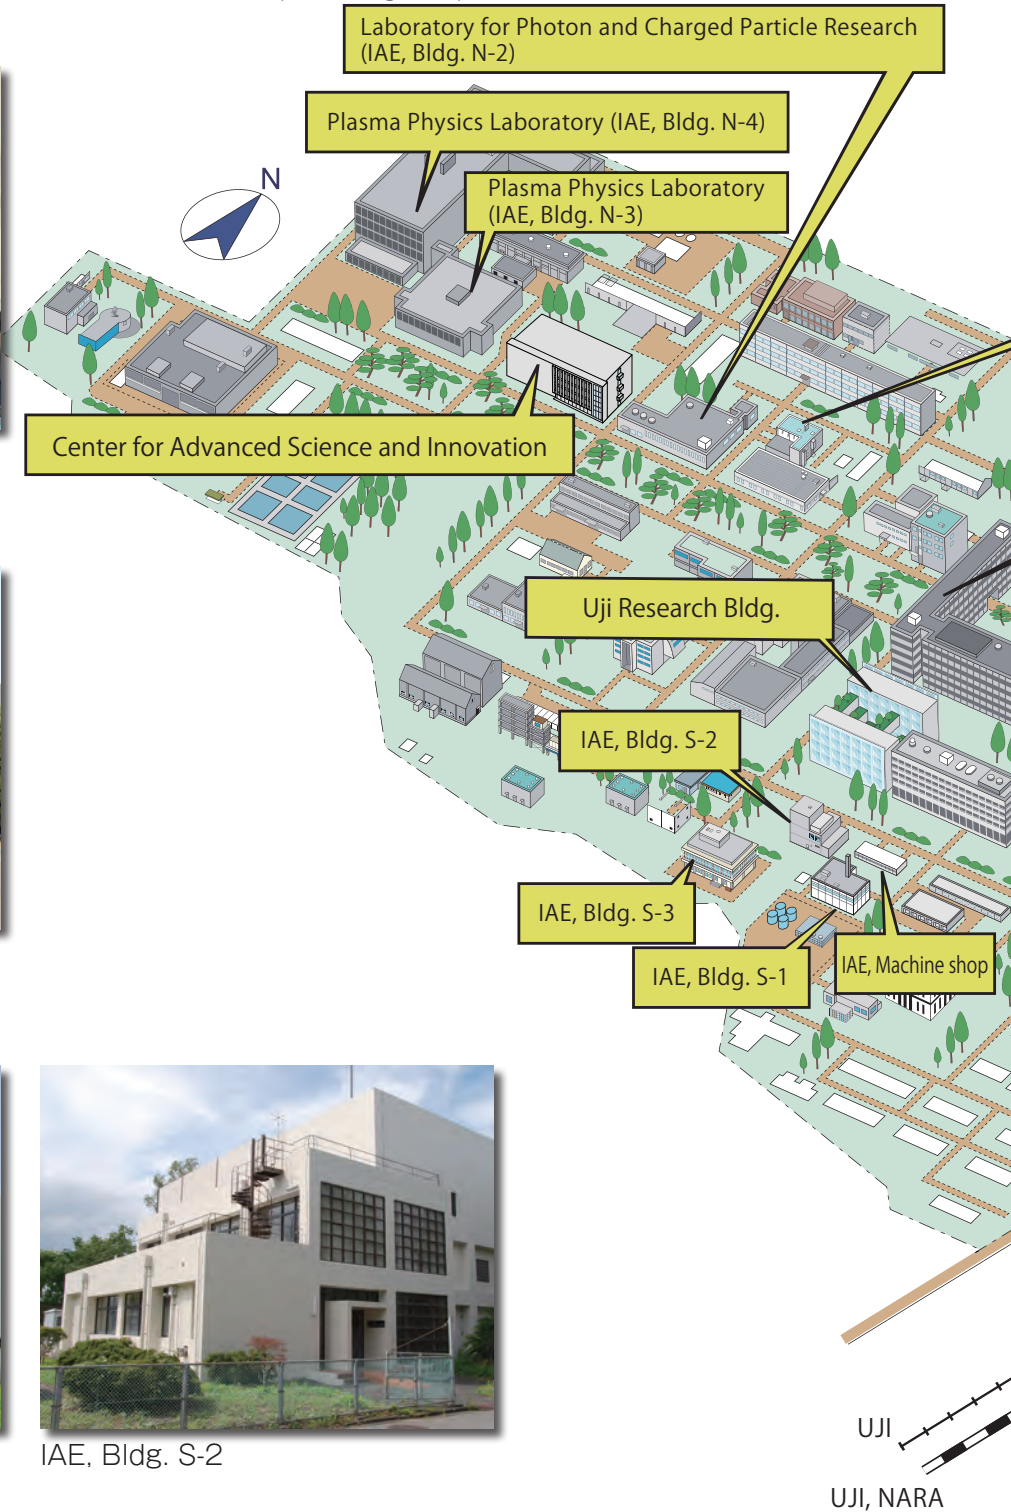 Laboratory for Photon and Charged Particle Research
(IAE, Bldg. N-2)
Plasma Physics Laboratory (IAE, Bldg. N-4)
N
Plasma Physics Laboratory
(IAE, Bldg. N-3)
Center for Advanced Science and Innovation
Uji Research Bldg.
IAE, Bldg. S-2
IAE, Bldg. S-3
IAE, Bldg. S-1
IAE, Machine shop
IAE, Bldg. S-2
UJI
UJI, NARA